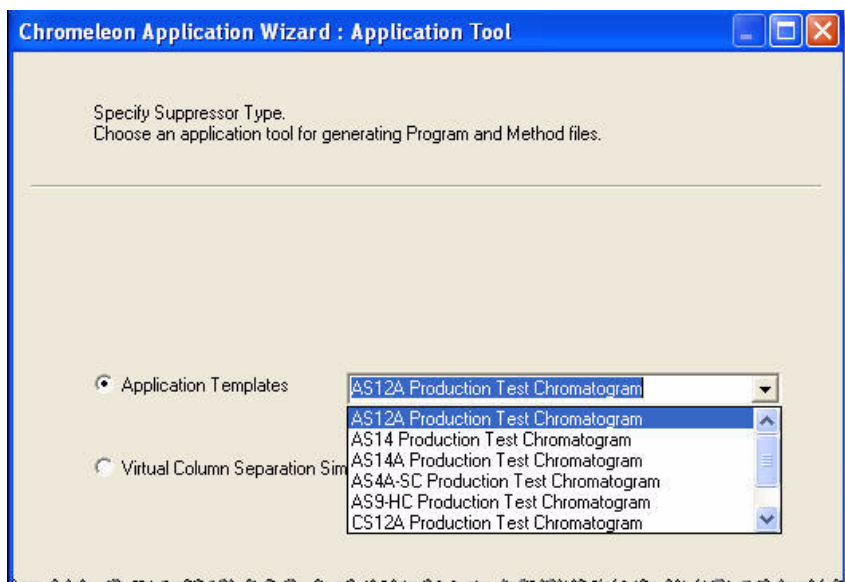 Chromeleon Application Wizard : Application Tool
Specify Suppressor Type.
Choose an application tool for generating Program and Method files.
Application Templates
AS12A Production Test Chromatogram
AS12A Production Test Chromatogram
AS14 Production Test Chromatogram
AS14A Production Test Chromatogram
AS4A-SC Production Test Chromatogram
AS9-HC Production Test Chromatogram
CS12A Production Test Chromatogram
Virtual Column Separation Sim